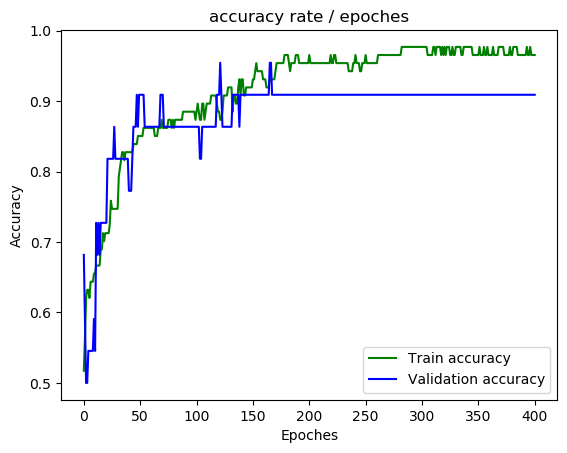 accuracy rate / epoches
1.0
0.9
0.8
0.7
0.6
0.5
Accuracy
0 50 100 150 200 250 300 350 400
Epoches
Train accuracy
Validation accuracy